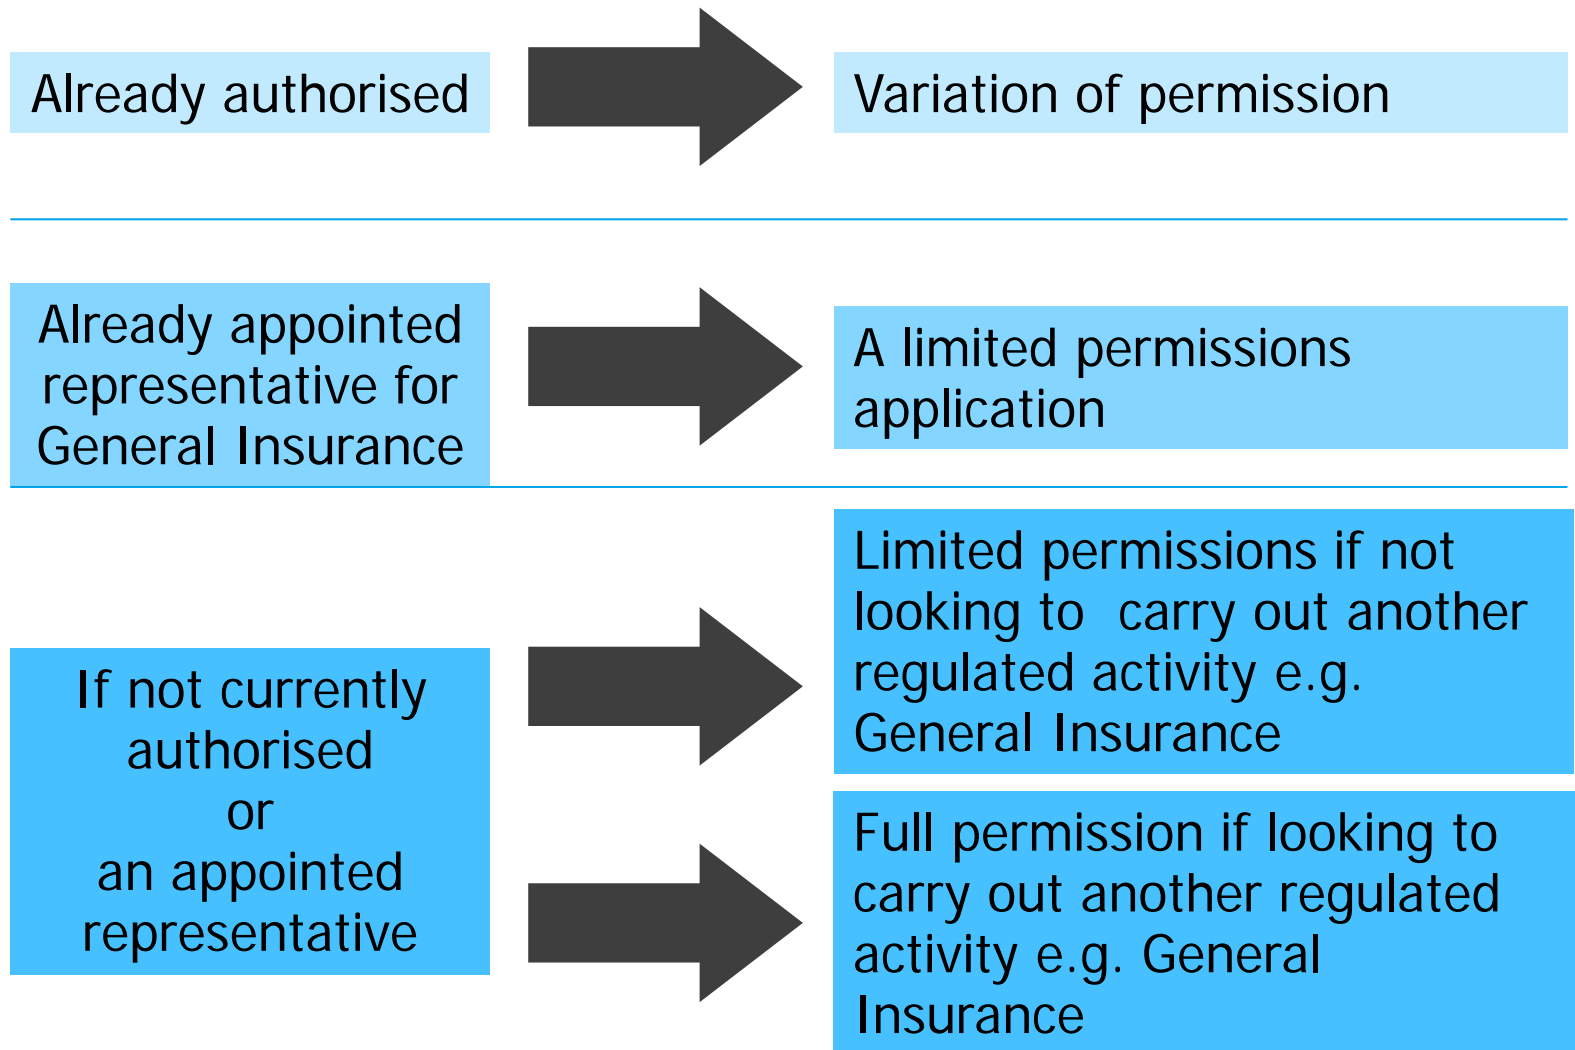 Already authorised
Variation of permission
Already appointed
representative for
General Insurance
A limited permissions
application
If not currently
authorised
or
an appointed
representative
Limited permissions if not
looking to  carry out another
regulated activity e.g.
General Insurance
Full permission if looking to
carry out another regulated
activity e.g. General
Insurance